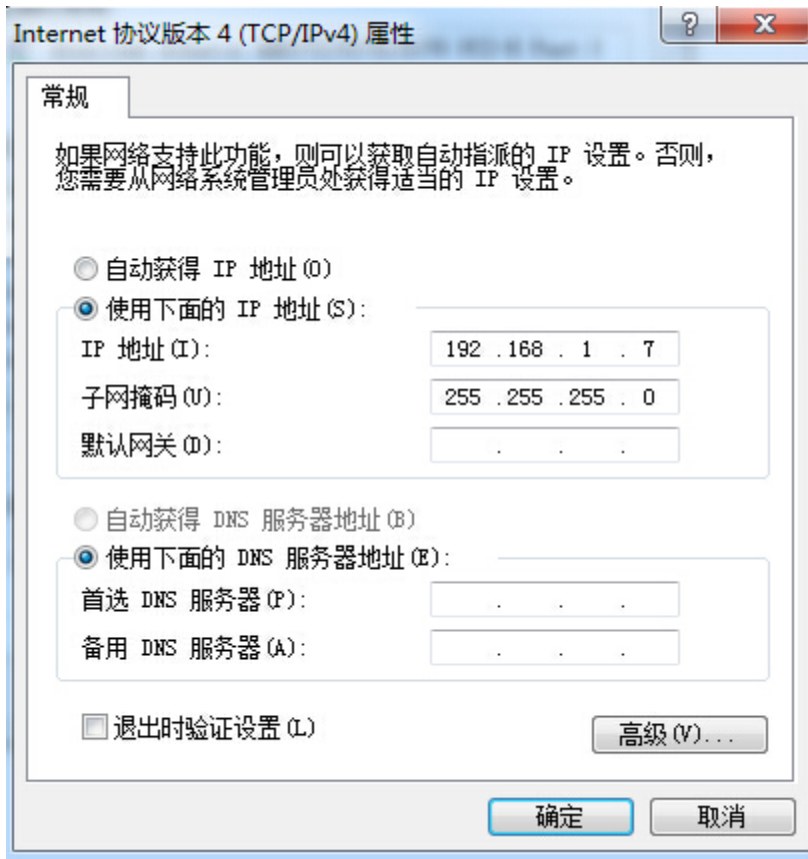 Internet 协议版本 4 (TCP/IPv4) 属性
常规
如果网络支持此功能，则可以获取自动指派的 IP 设置。否则，
您需要从网络系统管理员处获得适当的 IP 设置。
自动获得 IP 地址(O)
使用下面的 IP 地址(S):
IP 地址(I): 192 .168 . 1 . 7
子网掩码(U): 255 .255 .255 . 0
默认网关(D): . . .
自动获得 DNS 服务器地址(B)
使用下面的 DNS 服务器地址(E):
首选 DNS 服务器(P): . . .
备用 DNS 服务器(A): . . .
退出时验证设置(L)
高级(V)...
确定 取消